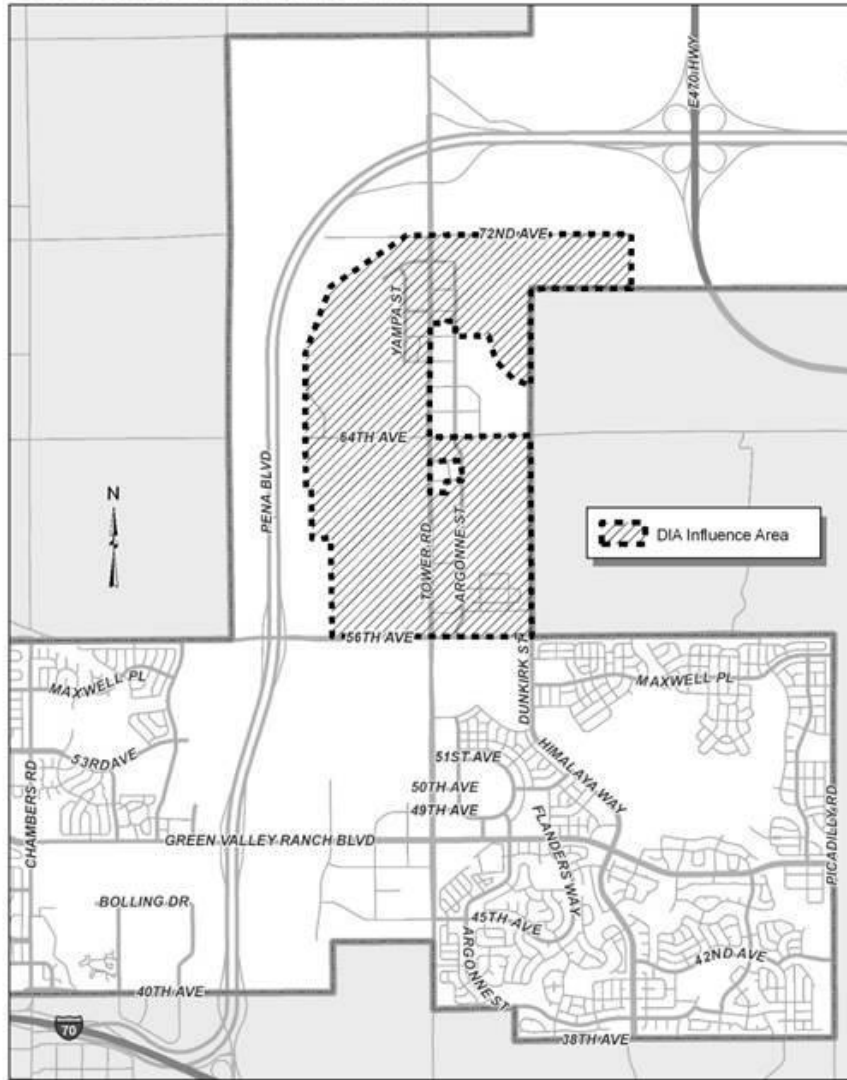 E470 HWY
72ND AVE
YAMPA ST
64TH AVE
PENA BLVD
N
TOWER RD
ARGONNE ST
DIA Influence Area
56TH AVE
DUNKIRK ST
MAXWELL PL
MAXWELL PL
53RD AVE
51ST AVE
HIMALAYA WAY
50TH AVE
49TH AVE
CHAMBERS RD
PICADILLY RD
GREEN VALLEY RANCH BLVD
FLANDERS WAY
BOLLING DR
45TH AVE
ARGONNE ST
42ND AVE
40TH AVE
70
38TH AVE